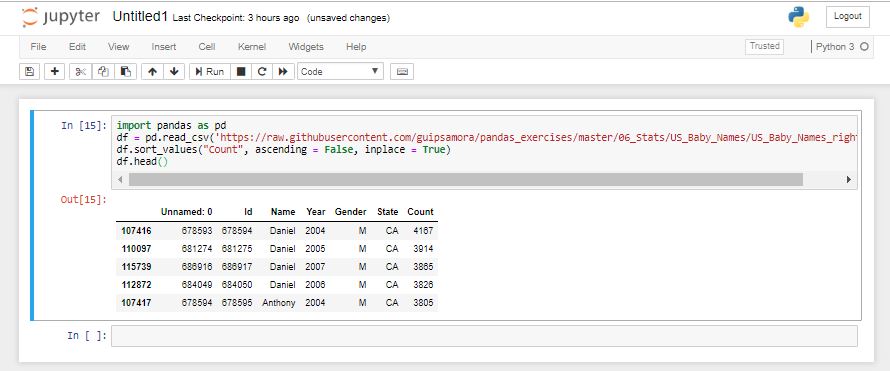 jupyter Untitled1 Last Checkpoint: 3 hours ago (unsaved changes) Logout
File Edit View Insert Cell Kernel Widgets Help Trusted Python 3
Run Code
In [15]: import pandas as pd
df = pd.read_csv('https://raw.githubusercontent.com/guipsamora/pandas_exercises/master/06_Stats/US_Baby_Names/US_Baby_Names_righ
df.sort_values("Count", ascending = False, inplace = True)
df.head()
Out[15]:
Unnamed: 0 Id Name Year Gender State Count
107416 678593 678594 Daniel 2004 M CA 4167
110097 681274 681275 Daniel 2005 M CA 3914
115739 686916 686917 Daniel 2007 M CA 3865
112872 684049 684050 Daniel 2006 M CA 3826
107417 678594 678595 Anthony 2004 M CA 3805
In [ ]: